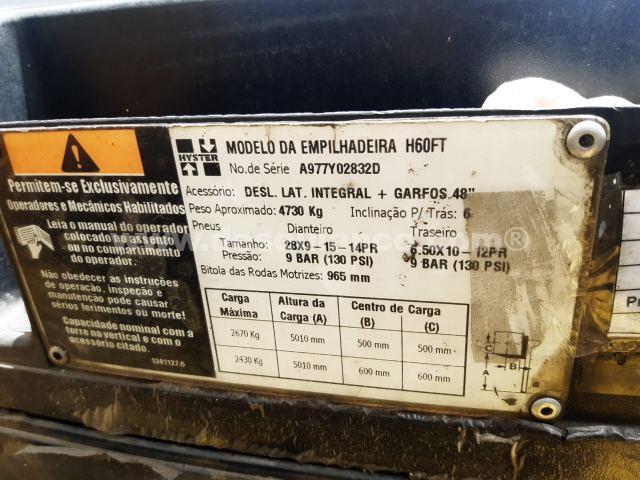 HYSTER
MODELO DA EMPILHADEIRA H60FT
No. de Série A977Y02832D
Permitem-se Exclusivamente
Operadores e Mecânicos Habilitados
Leia o manual do operador
colocado no assento
ou no compartimento
do operador.
Não obedecer as instruções
de operação, inspeção e
manutenção pode causar
sérios ferimentos ou morte!
Capacidade nominal com a
torre na vertical e com o
acessório citado.
1381127.6
Acessório: DESL. LAT. INTEGRAL + GARFOS 48"
Peso Aproximado: 4730 Kg Inclinação P/ Trás: 6
Pneus Dianteiro Traseiro
Tamanho: 28X9-15-14PR 6.50X10-12PR
Pressão: 9 BAR (130 PSI) 9 BAR (130 PSI)
Bitola das Rodas Motrizes: 965 mm
Carga Máxima Altura da Carga (A) Centro de Carga (B) (C)
2670 Kg 5010 mm 500 mm 500 mm
2430 Kg 5010 mm 600 mm 600 mm
A B
Pr